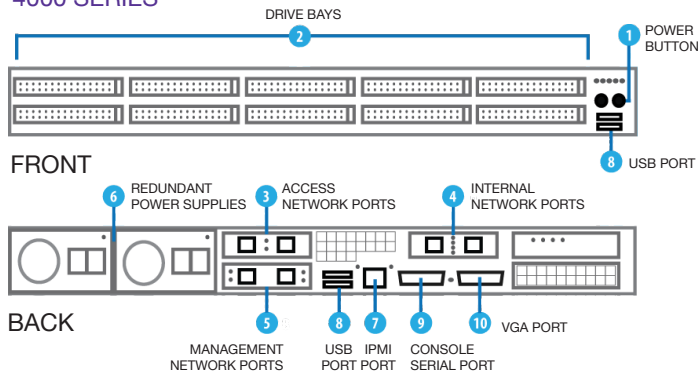 4000 SERIES
DRIVE BAYS
2
1
POWER
BUTTON
FRONT
8
USB PORT
6
REDUNDANT
POWER SUPPLIES
3
ACCESS
NETWORK PORTS
4
INTERNAL
NETWORK PORTS
BACK
5
MANAGEMENT
NETWORK PORTS
8
USB
PORT
7
IPMI
PORT
9
CONSOLE
SERIAL PORT
10
VGA PORT